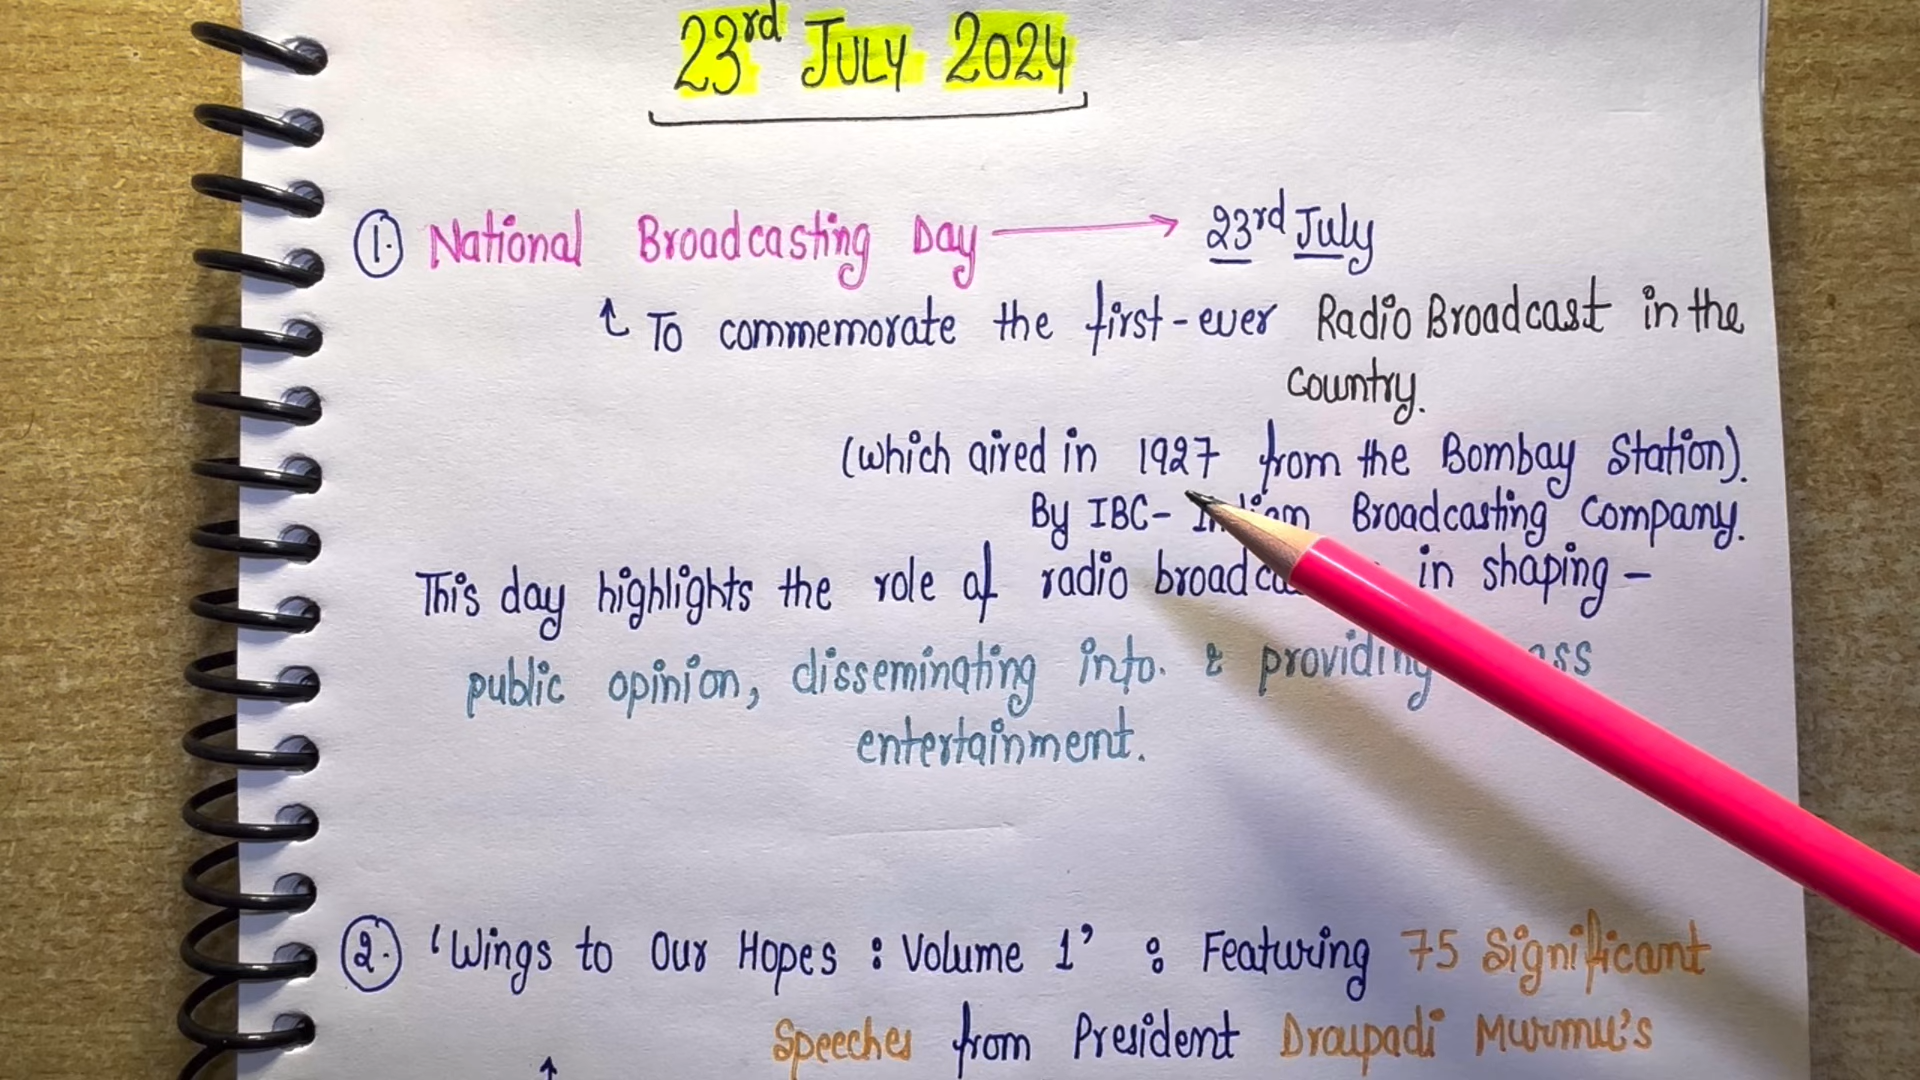 23rd JULY 2024
1. National Broadcasting Day → 23rd July
To commemorate the first-ever Radio Broadcast in the
country.
(which aired in 1927 from the Bombay Station).
By IBC- Indian Broadcasting Company.
This day highlights the role of radio in shaping -
public opinion, disseminating info. & providing
entertainment.
2. 'Wings to Our Hopes : Volume 1' : Featuring 75 Significant
Speeches from President Draupadi Murmu's